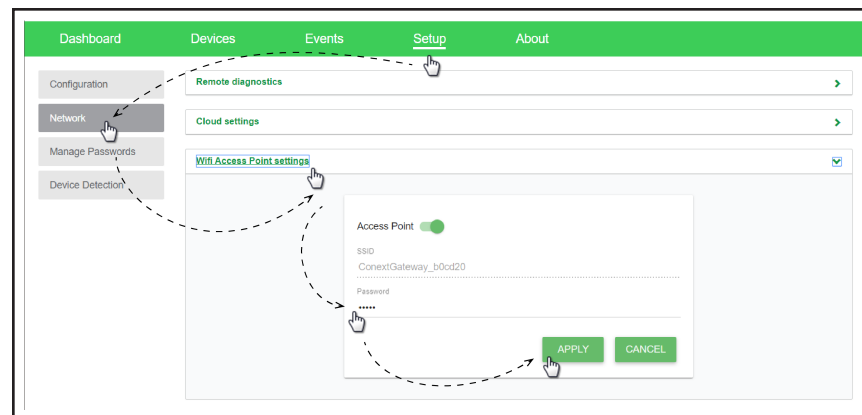 Dashboard Devices Events Setup About
Configuration
Network
Manage Passwords
Device Detection
Remote diagnostics
Cloud settings
Wifi Access Point settings
Access Point
SSID
ConextGateway_b0cd20
Password
•••••
APPLY CANCEL